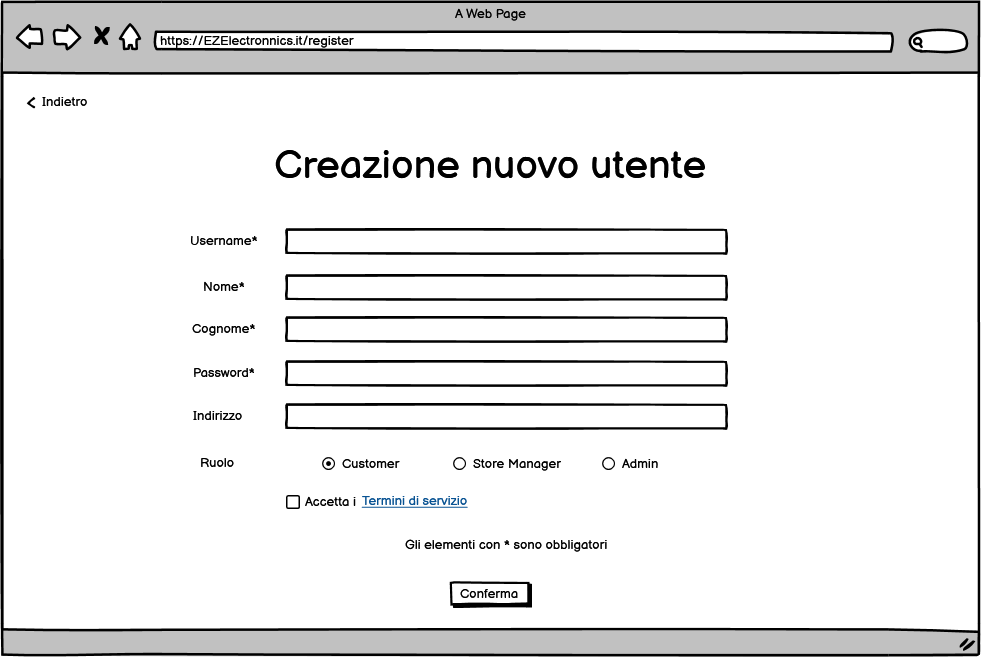 A Web Page
https://EZElectronnics.it/register
Indietro
Creazione nuovo utente
Username*
Nome*
Cognome*
Password*
Indirizzo
Ruolo Customer Store Manager Admin
Accetta i Termini di servizio
Gli elementi con * sono obbligatori
Conferma